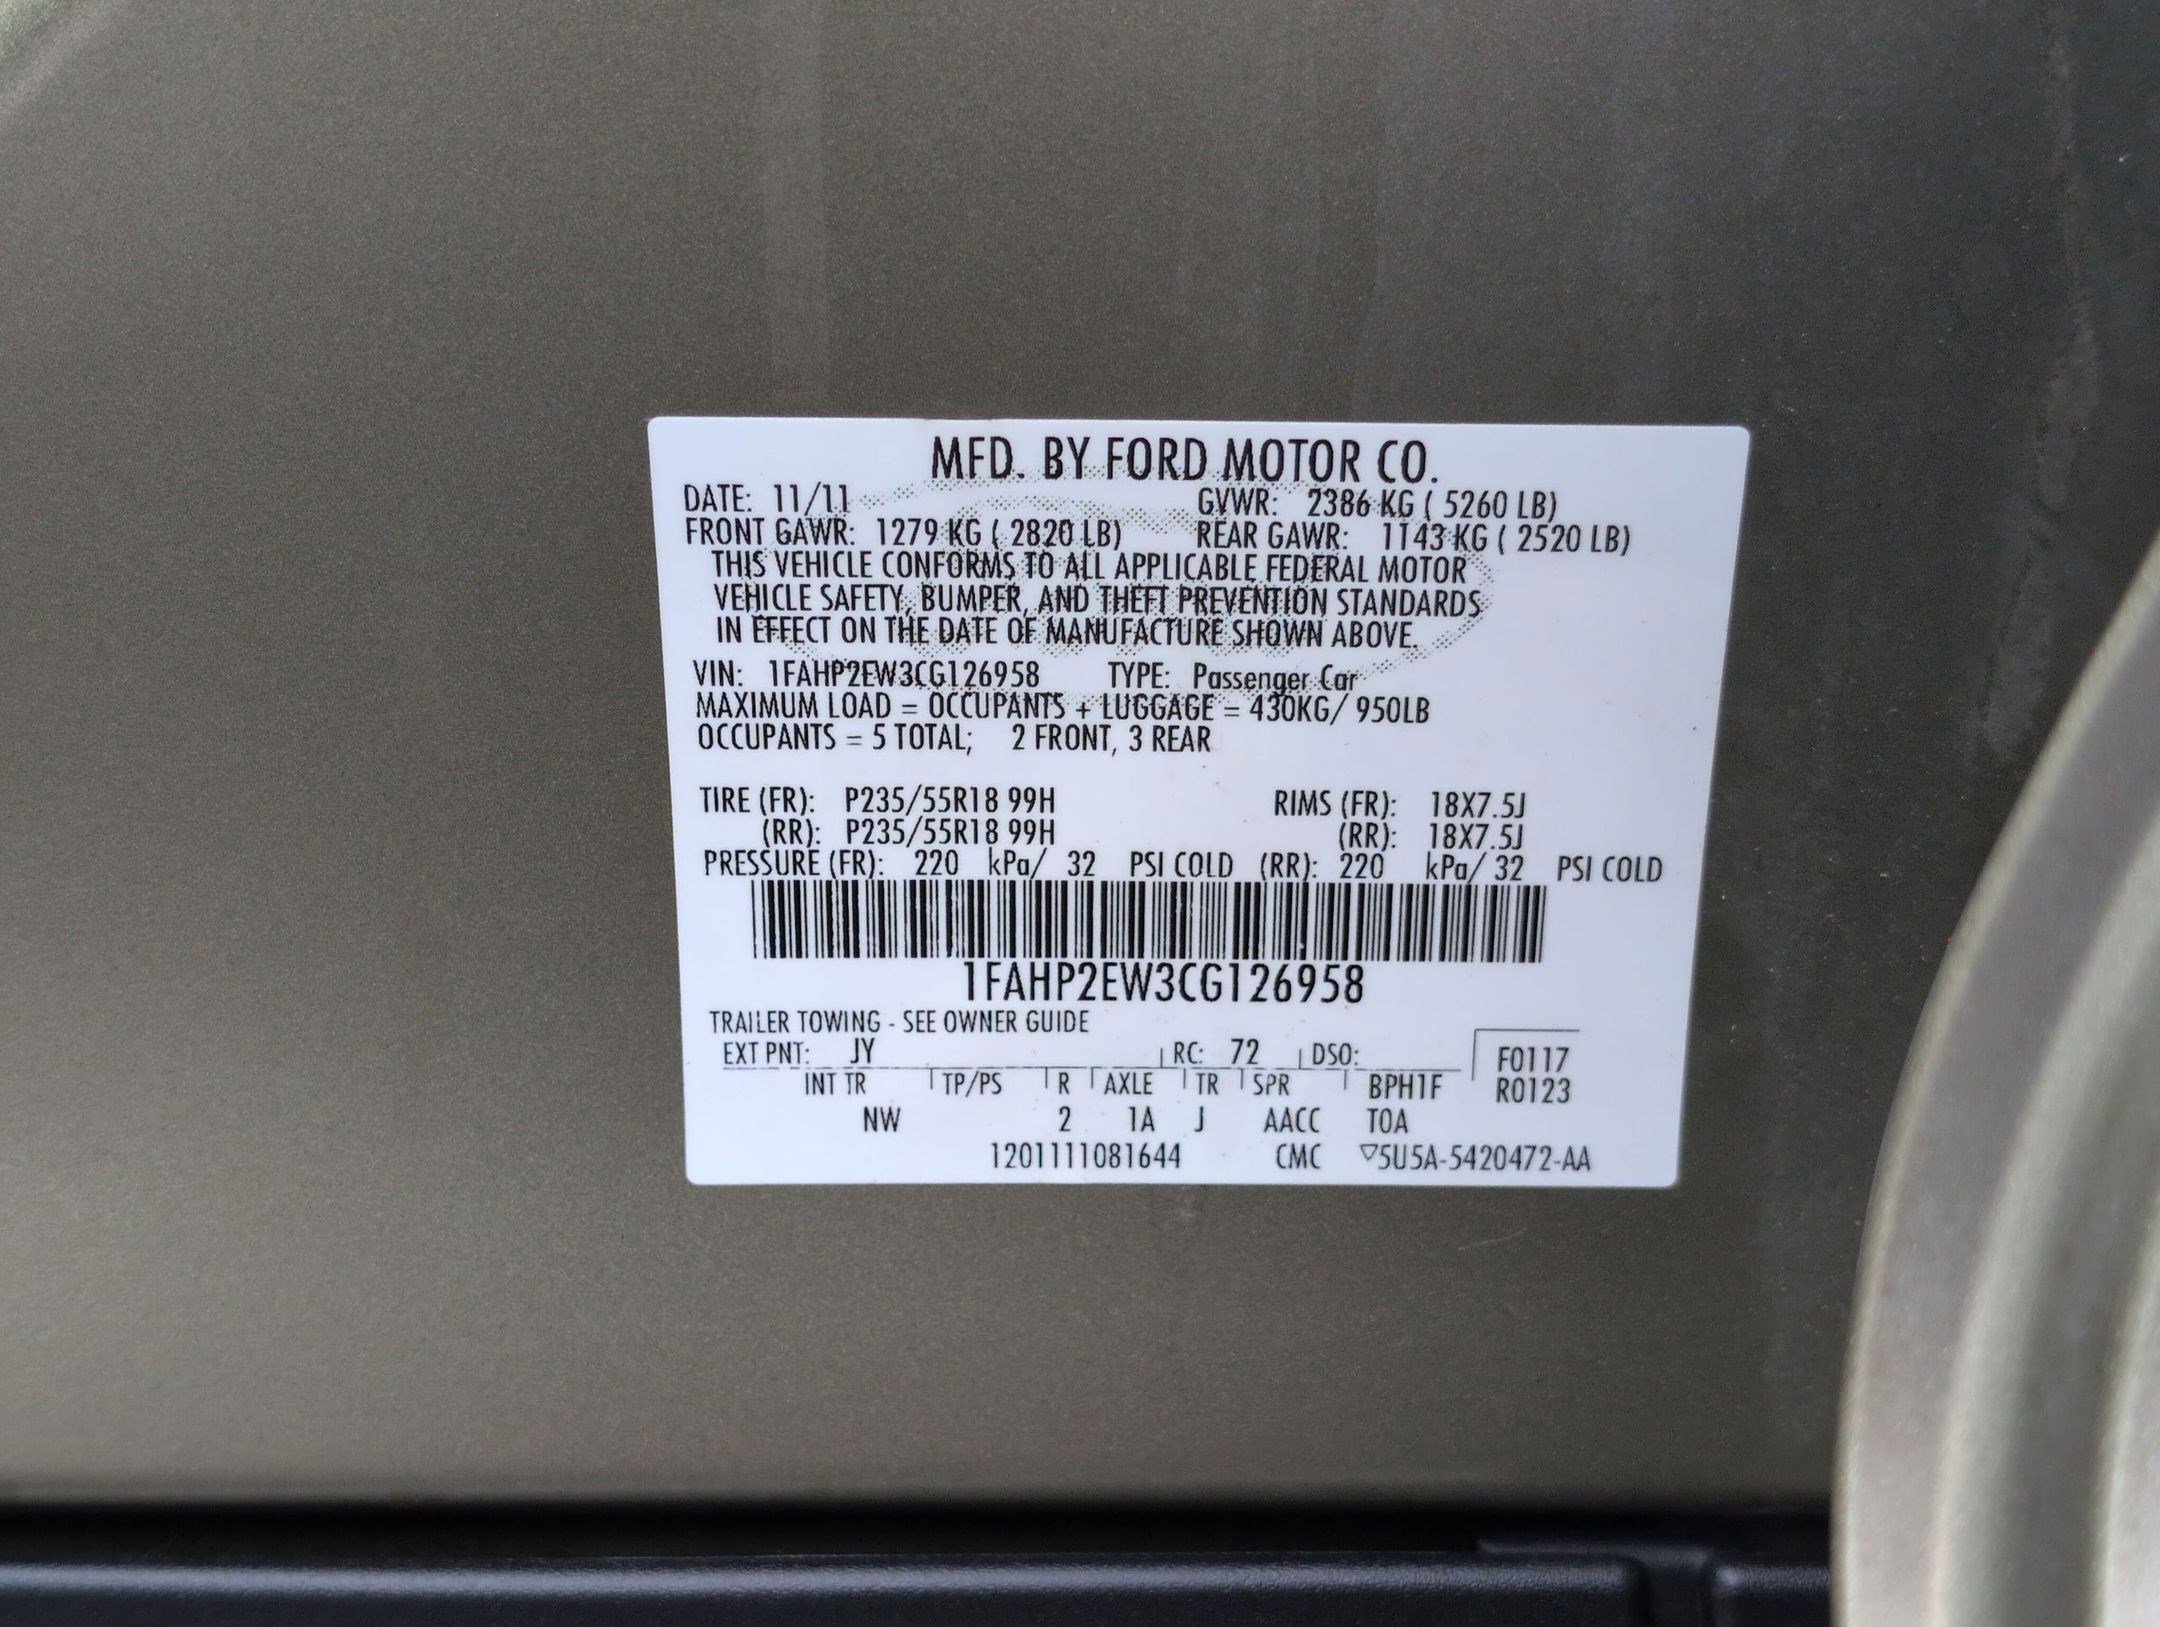 MFD. BY FORD MOTOR CO.
DATE: 11/11 GVWR: 2386 KG ( 5260 LB)
FRONT GAWR: 1279 KG ( 2820 LB) REAR GAWR: 1143 KG ( 2520 LB)
THIS VEHICLE CONFORMS TO ALL APPLICABLE FEDERAL MOTOR
VEHICLE SAFETY, BUMPER, AND THEFT PREVENTION STANDARDS
IN EFFECT ON THE DATE OF MANUFACTURE SHOWN ABOVE.
VIN: 1FAHP2EW3CG126958 TYPE: Passenger Car
MAXIMUM LOAD = OCCUPANTS + LUGGAGE = 430KG/ 950LB
OCCUPANTS = 5 TOTAL; 2 FRONT, 3 REAR
TIRE (FR): P235/55R18 99H RIMS (FR): 18X7.5J
(RR): P235/55R18 99H (RR): 18X7.5J
PRESSURE (FR): 220 kPa/ 32 PSI COLD (RR): 220 kPa/ 32 PSI COLD
1FAHP2EW3CG126958
TRAILER TOWING - SEE OWNER GUIDE
EXT PNT: JY RC: 72 DSO: F0117
INT TR TP/PS R AXLE TR SPR BPH1F R0123
NW 2 1A J AACC TOA
1201111081644 CMC ▽5U5A-5420472-AA